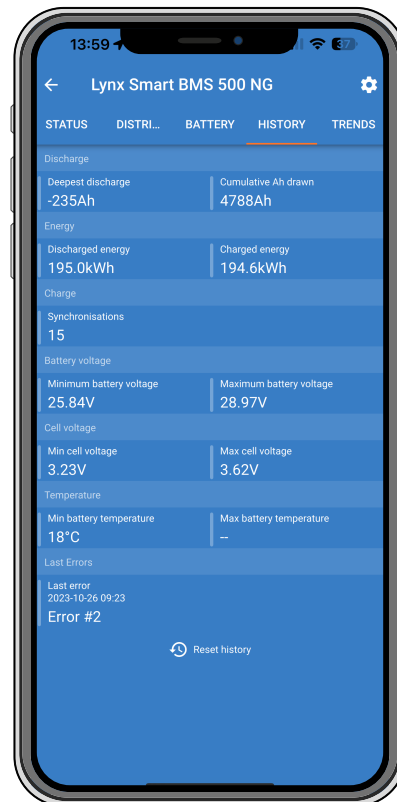 13:59
37
Lynx Smart BMS 500 NG
STATUS DISTRI... BATTERY HISTORY TRENDS
Discharge
Deepest discharge Cumulative Ah drawn
-235Ah 4788Ah
Energy
Discharged energy Charged energy
195.0kWh 194.6kWh
Charge
Synchronisations
15
Battery voltage
Minimum battery voltage Maximum battery voltage
25.84V 28.97V
Cell voltage
Min cell voltage Max cell voltage
3.23V 3.62V
Temperature
Min battery temperature Max battery temperature
18°C --
Last Errors
Last error
2023-10-26 09:23
Error #2
Reset history